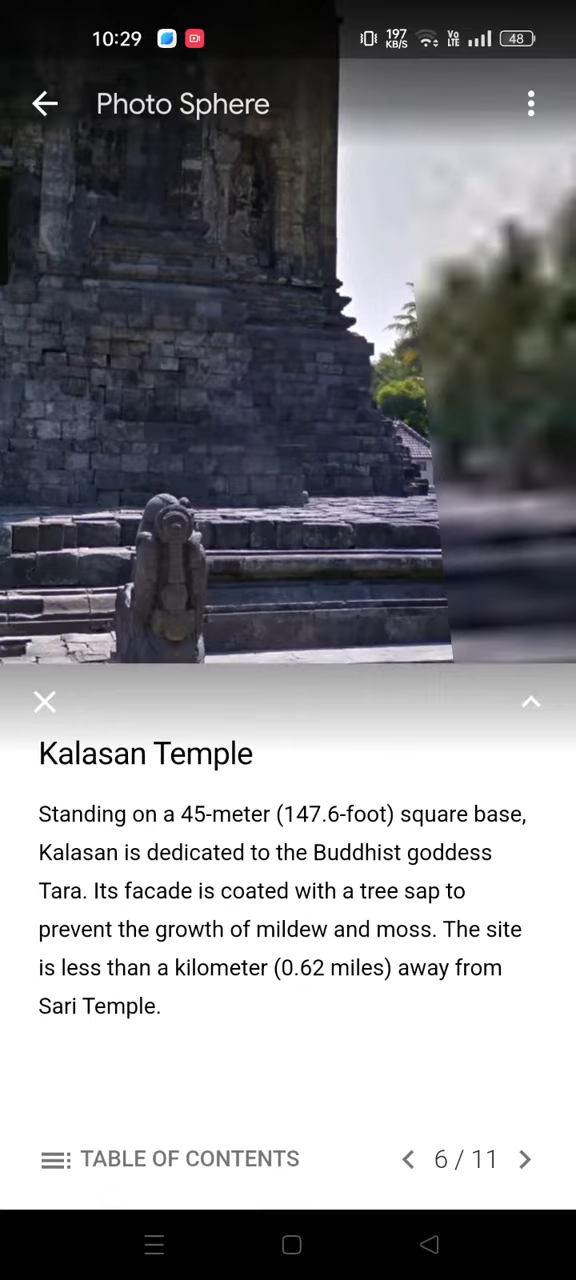 10:29
197
KB/S
Vo
LTE
48
Photo Sphere
Kalasan Temple
Standing on a 45-meter (147.6-foot) square base,
Kalasan is dedicated to the Buddhist goddess
Tara. Its facade is coated with a tree sap to
prevent the growth of mildew and moss. The site
is less than a kilometer (0.62 miles) away from
Sari Temple.
TABLE OF CONTENTS
6 / 11